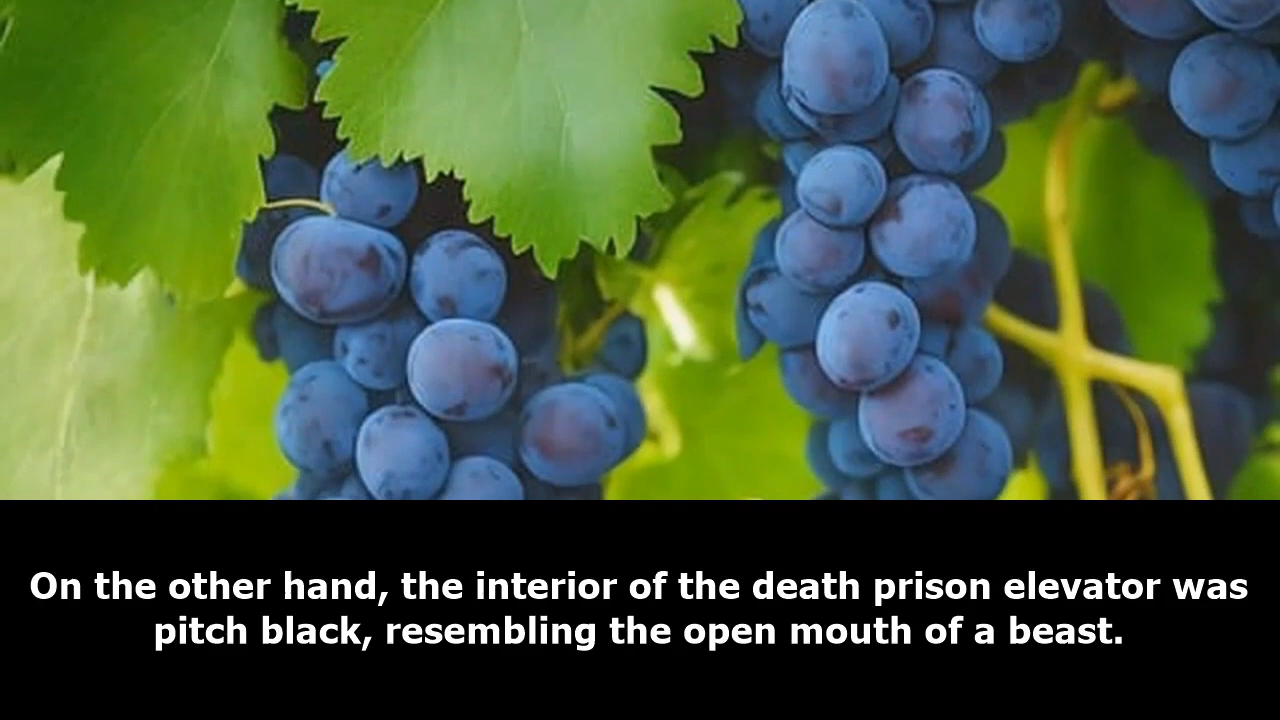 On the other hand, the interior of the death prison elevator was
pitch black, resembling the open mouth of a beast.